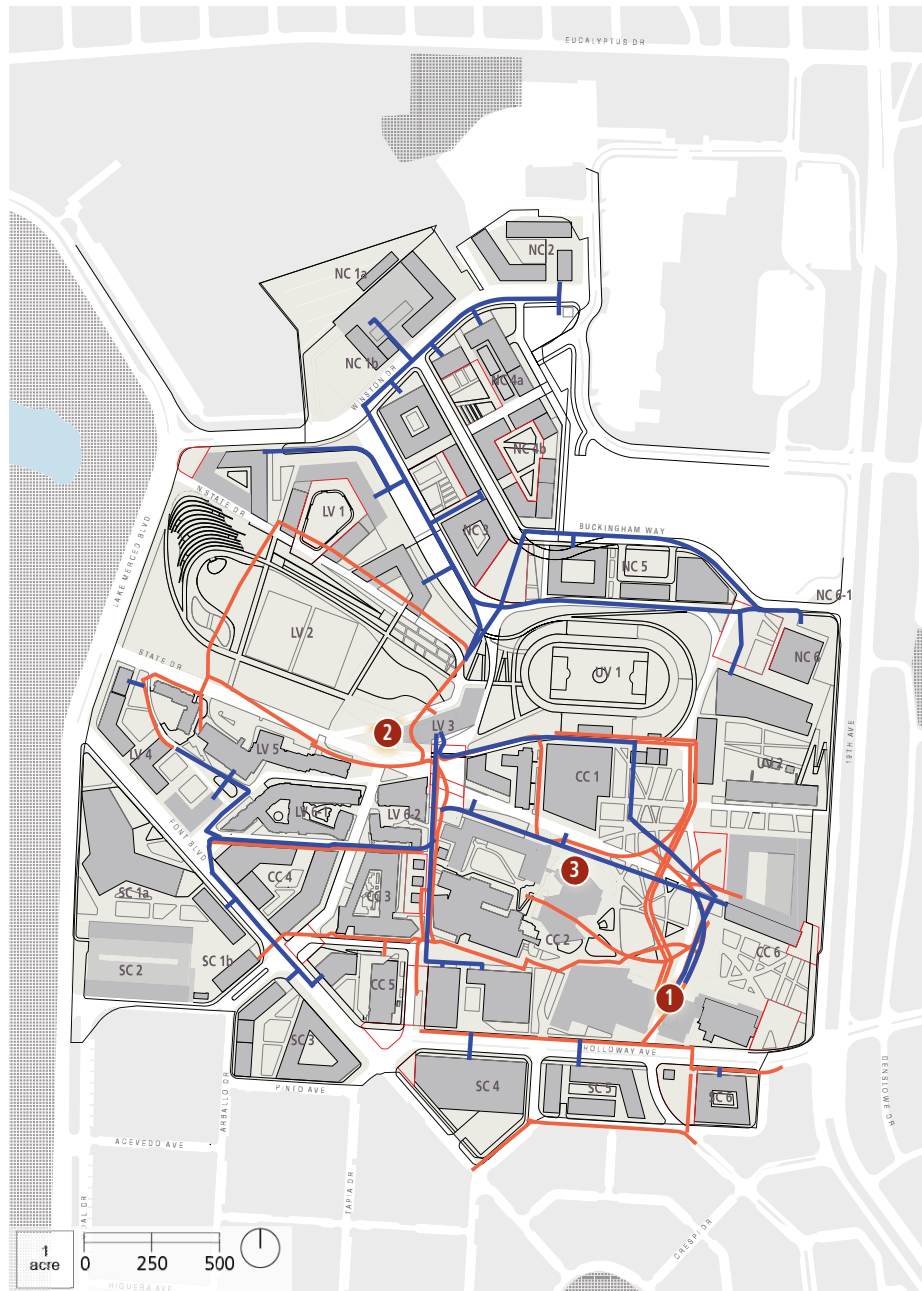 EUCALYPTUS DR
NC 2
NC 1a
NC 1b
WINSTON DR
NC 4a
NC 4b
N STATE DR
LV 1
NC 3
BUCKINGHAM WAY
NC 5
LAKE MERCED BLVD
NC 6-1
LV 2
NC 6
STATE DR
UV 1
19TH AVE
2
LV 3
LV 4
LV 5
CC 1
LV 6-1
LV 6-2
FONT BLVD
3
CC 4
CC 3
SC 1a
CC 2
CC 6
SC 1b
SC 2
CC 5
1
SC 3
HOLLOWAY AVE
SC 4
SC 5
SC 6
PINTO AVE
ARBALLO DR
DENSLOWE DR
ACEVEDO AVE
TAPIA DR
CRESPI DR
1
acre
0 250 500
HIGUERA AVE